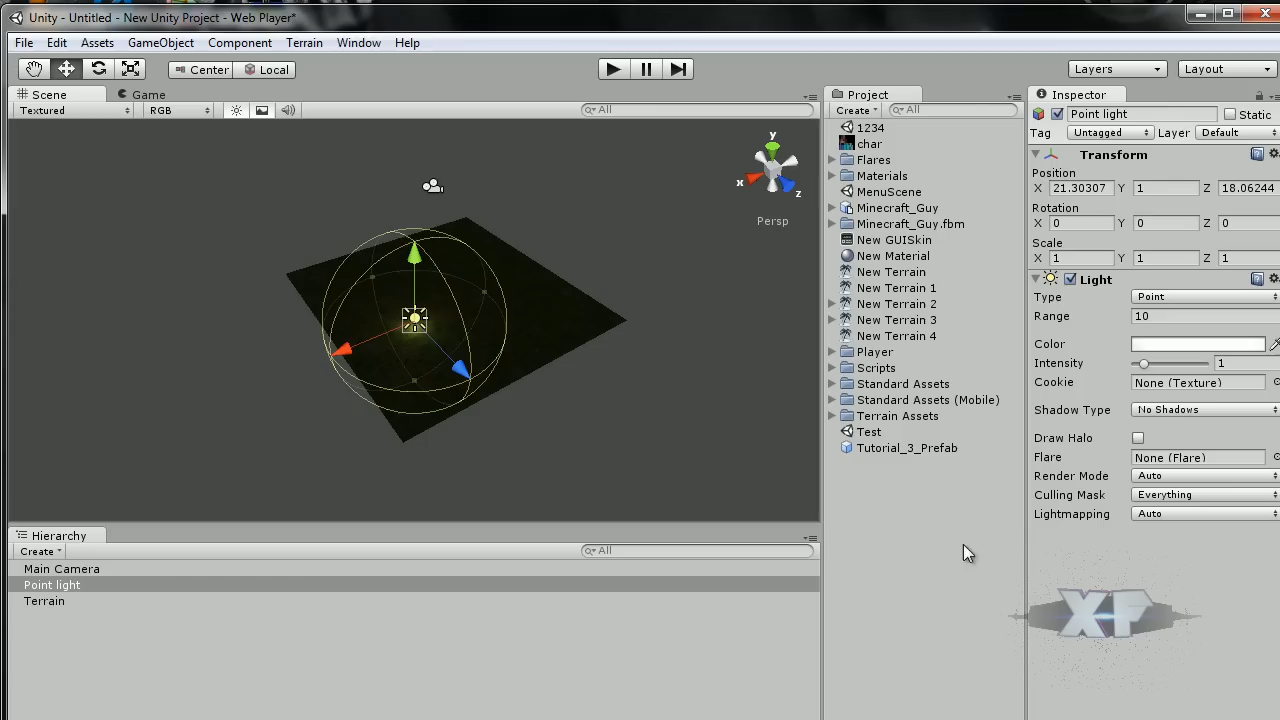 Unity - Untitled - New Unity Project - Web Player*
File Edit Assets GameObject Component Terrain Window Help
Center Local Layers Layout
Scene Game
Textured RGB All
y
x
z
Persp
Hierarchy
Create All
Main Camera
Point light
Terrain
Project
Create All
1234
char
Flares
Materials
MenuScene
Minecraft_Guy
Minecraft_Guy.fbm
New GUISkin
New Material
New Terrain
New Terrain 1
New Terrain 2
New Terrain 3
New Terrain 4
Player
Scripts
Standard Assets
Standard Assets (Mobile)
Terrain Assets
Test
Tutorial_3_Prefab
Inspector
Point light Static
Tag Untagged Layer Default
Transform
Position
X 21.30307 Y 1 Z 18.06244
Rotation
X 0 Y 0 Z 0
Scale
X 1 Y 1 Z 1
Light
Type Point
Range 10
Color
Intensity 1
Cookie None (Texture)
Shadow Type No Shadows
Draw Halo
Flare None (Flare)
Render Mode Auto
Culling Mask Everything
Lightmapping Auto
XP